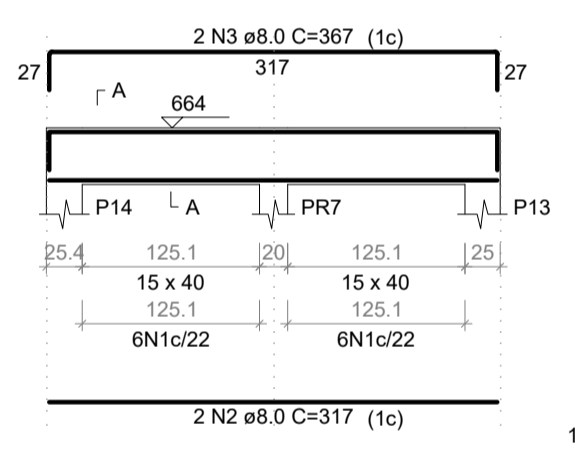 2 N3 ø8.0 C=367 (1c)
27 317 27
A
664
P14 A PR7 P13
25.4 125.1 20 125.1 25
15 x 40 15 x 40
125.1 125.1
6N1c/22 6N1c/22
2 N2 ø8.0 C=317 (1c)
1